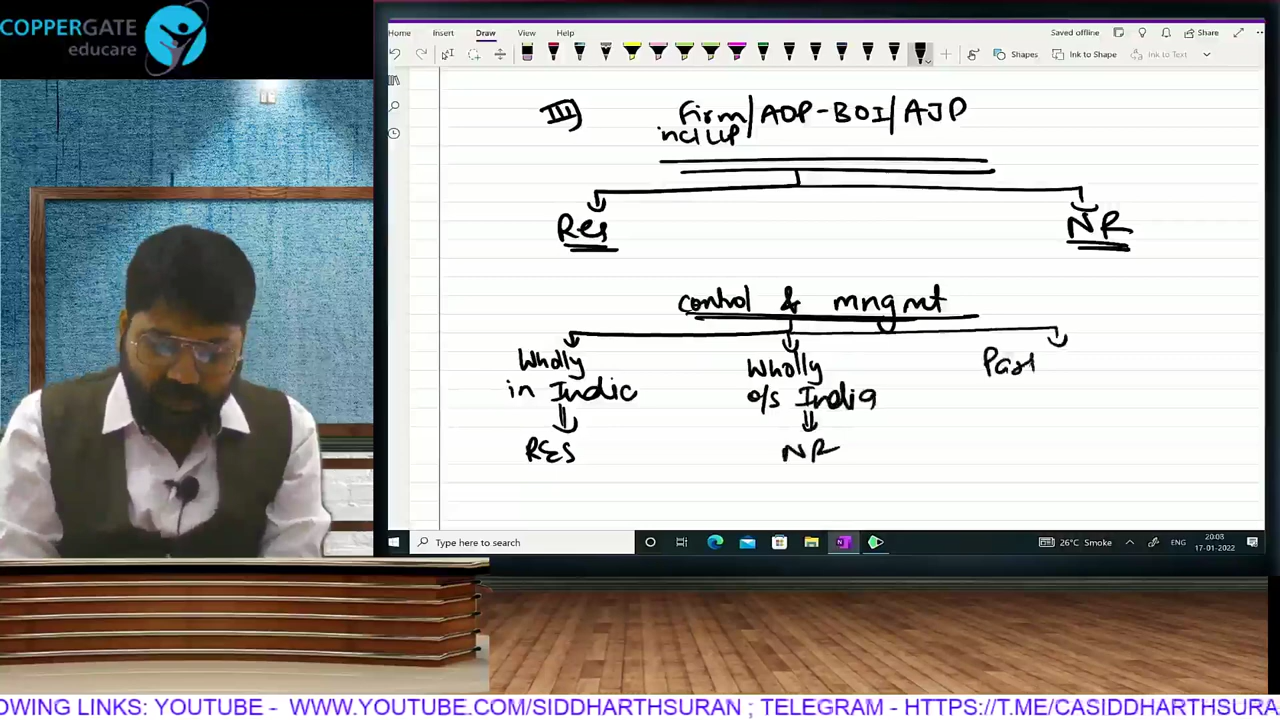 COPPERGATE
educare
Home Insert Draw View Help Saved offline Share
Shapes Ink to Shape Ink to Text
III) Firm/AOP-BOI/AJP
incl LLP
Res NR
control & mngmt
Wholly in India Wholly o/s India Part
RES NR
Type here to search 26°C Smoke ENG 20:03 17-01-2022
OWING LINKS: YOUTUBE - WWW.YOUTUBE.COM/SIDDHARTHSURAN ; TELEGRAM - HTTPS://T.ME/CASIDDHARTHSURA